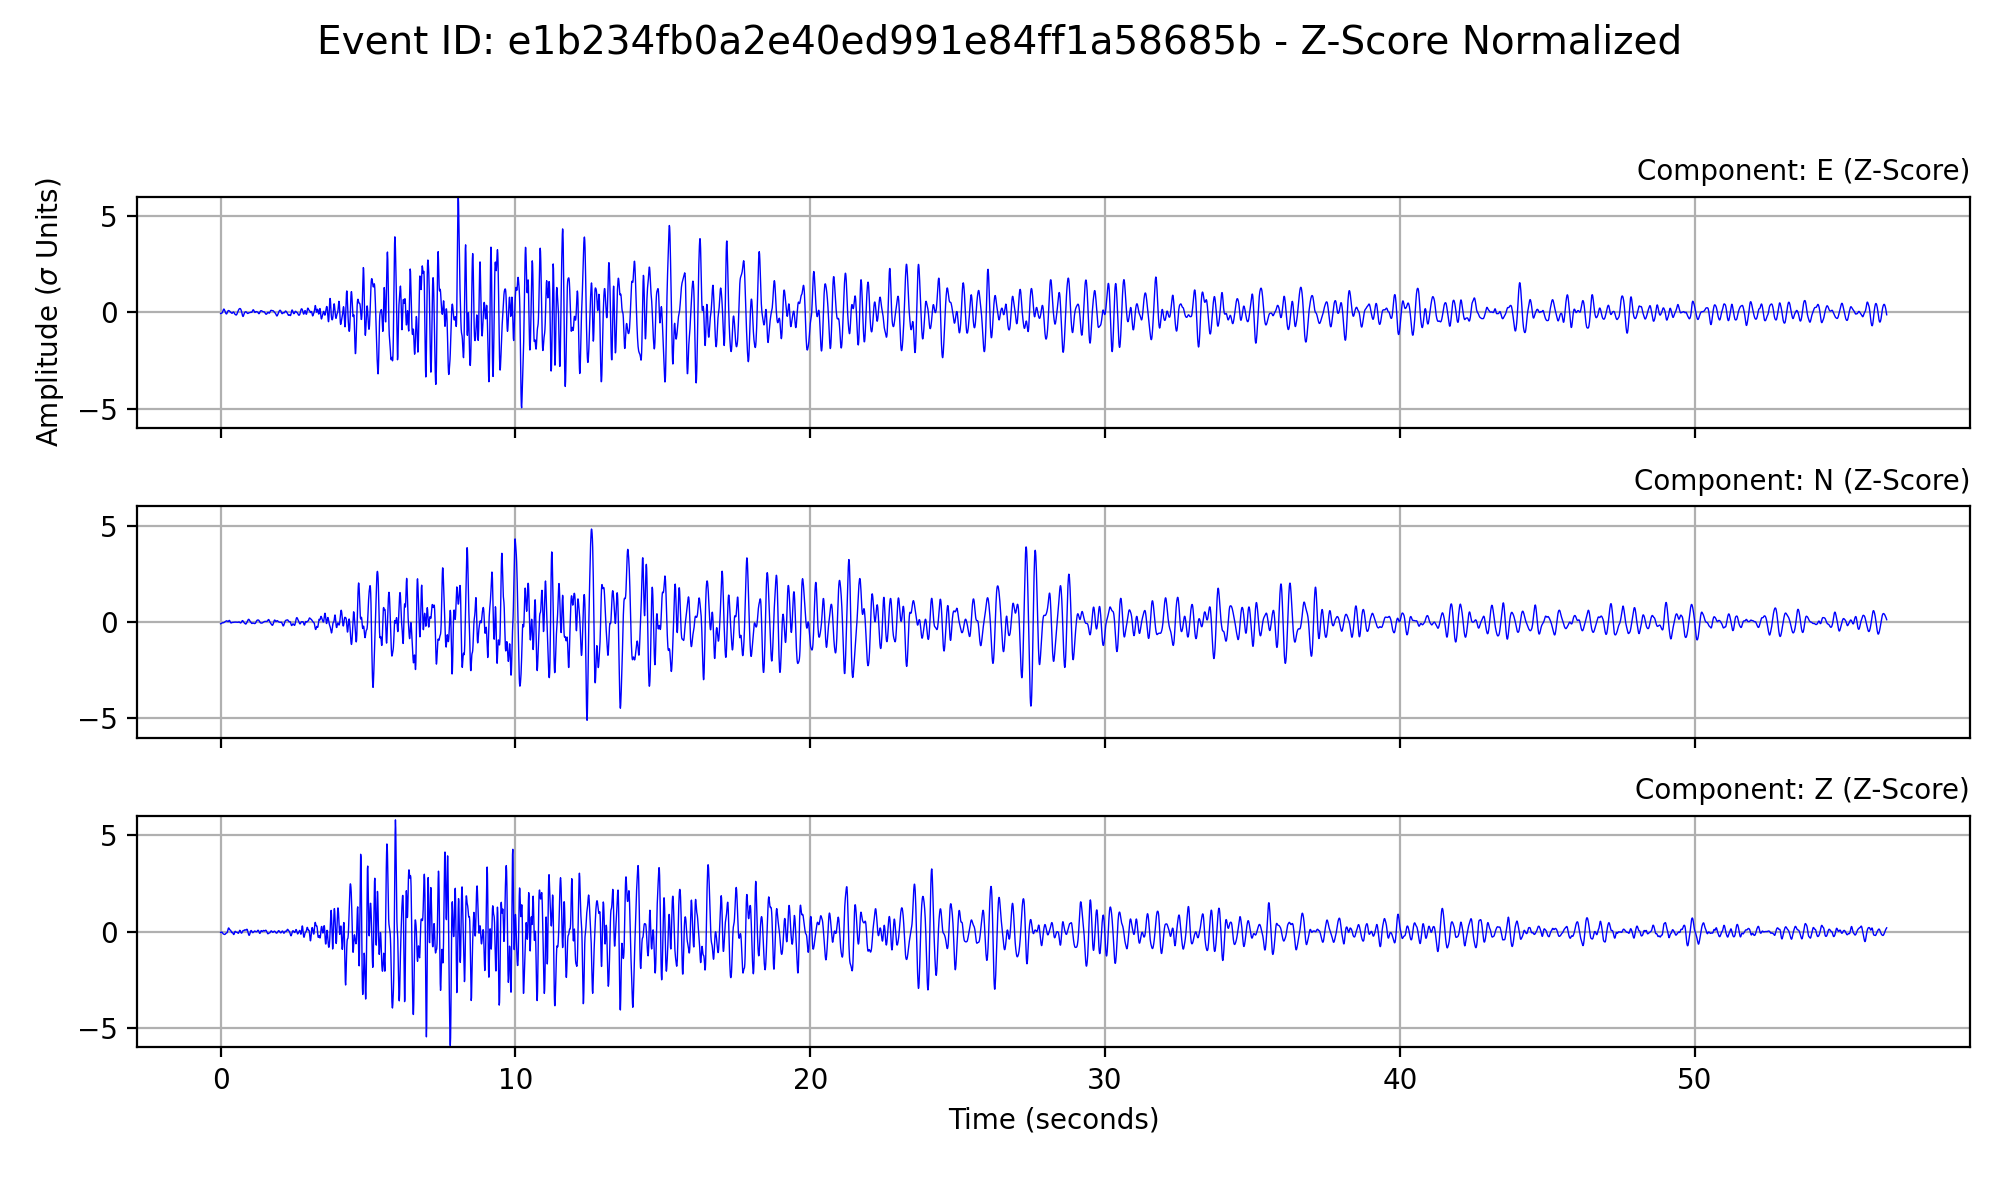 Event ID: e1b234fb0a2e40ed991e84ff1a58685b - Z-Score Normalized
Component: E (Z-Score)
Amplitude (σ Units)
5
0
−5
Component: N (Z-Score)
5
0
−5
Component: Z (Z-Score)
5
0
−5
0 10 20 30 40 50
Time (seconds)